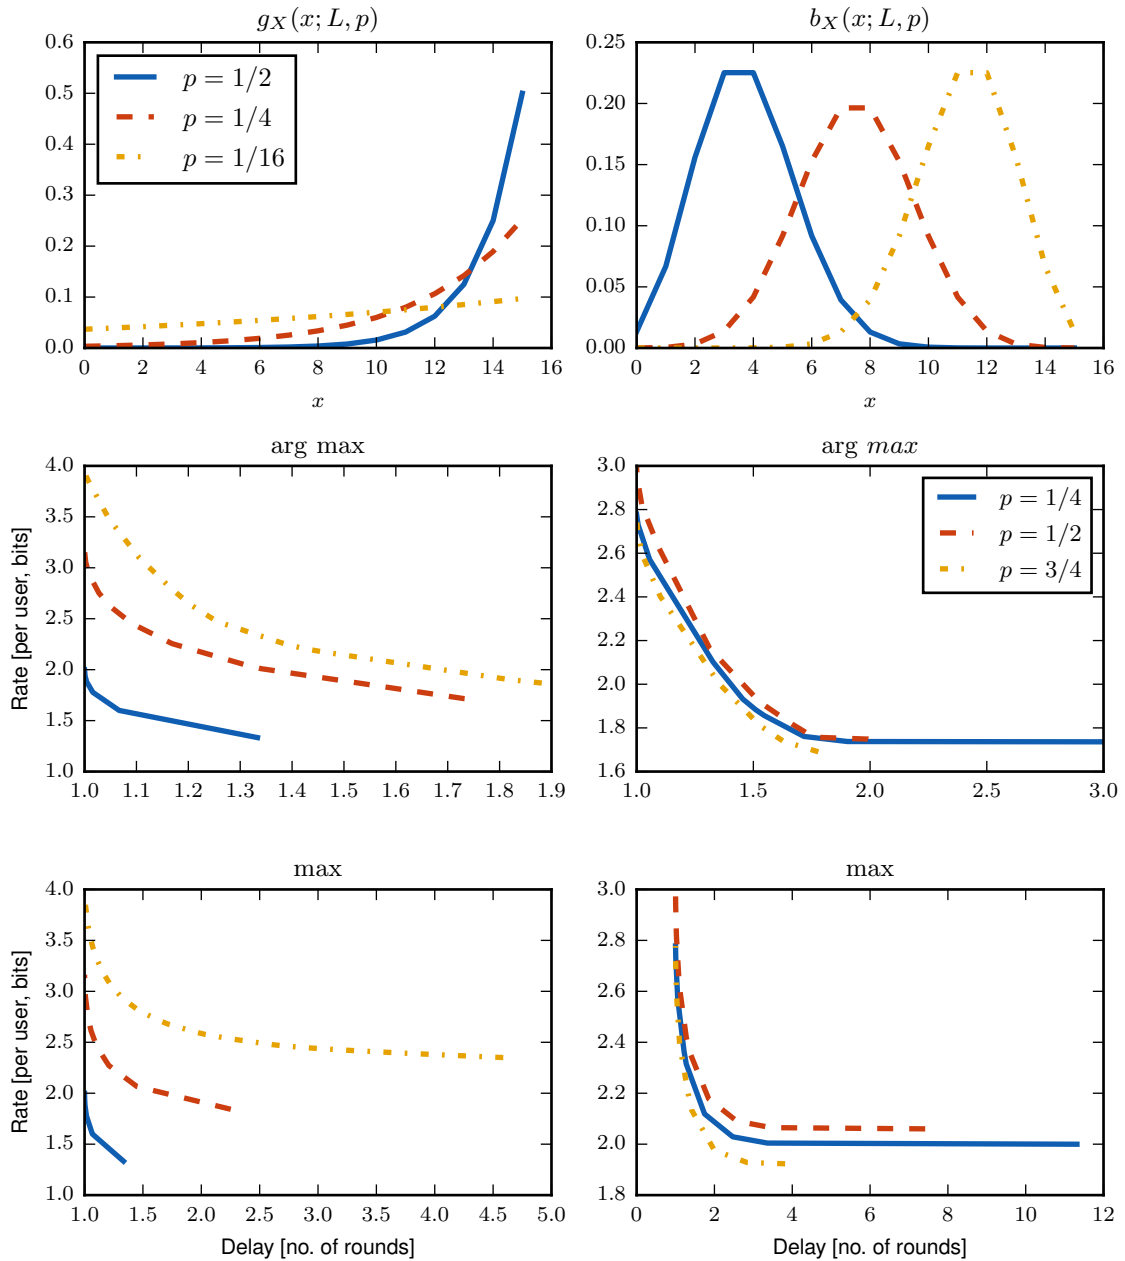 g_X(x; L, p)
0.6
0.5
0.4
0.3
0.2
0.1
0.0
p = 1/2
p = 1/4
p = 1/16
0 2 4 6 8 10 12 14 16
x
b_X(x; L, p)
0.25
0.20
0.15
0.10
0.05
0.00
0 2 4 6 8 10 12 14 16
x
arg max
Rate [per user, bits]
4.0
3.5
3.0
2.5
2.0
1.5
1.0
1.0 1.1 1.2 1.3 1.4 1.5 1.6 1.7 1.8 1.9
arg max
3.0
2.8
2.6
2.4
2.2
2.0
1.8
1.6
p = 1/4
p = 1/2
p = 3/4
1.0 1.5 2.0 2.5 3.0
max
Rate [per user, bits]
4.0
3.5
3.0
2.5
2.0
1.5
1.0
1.0 1.5 2.0 2.5 3.0 3.5 4.0 4.5 5.0
Delay [no. of rounds]
max
3.0
2.8
2.6
2.4
2.2
2.0
1.8
0 2 4 6 8 10 12
Delay [no. of rounds]